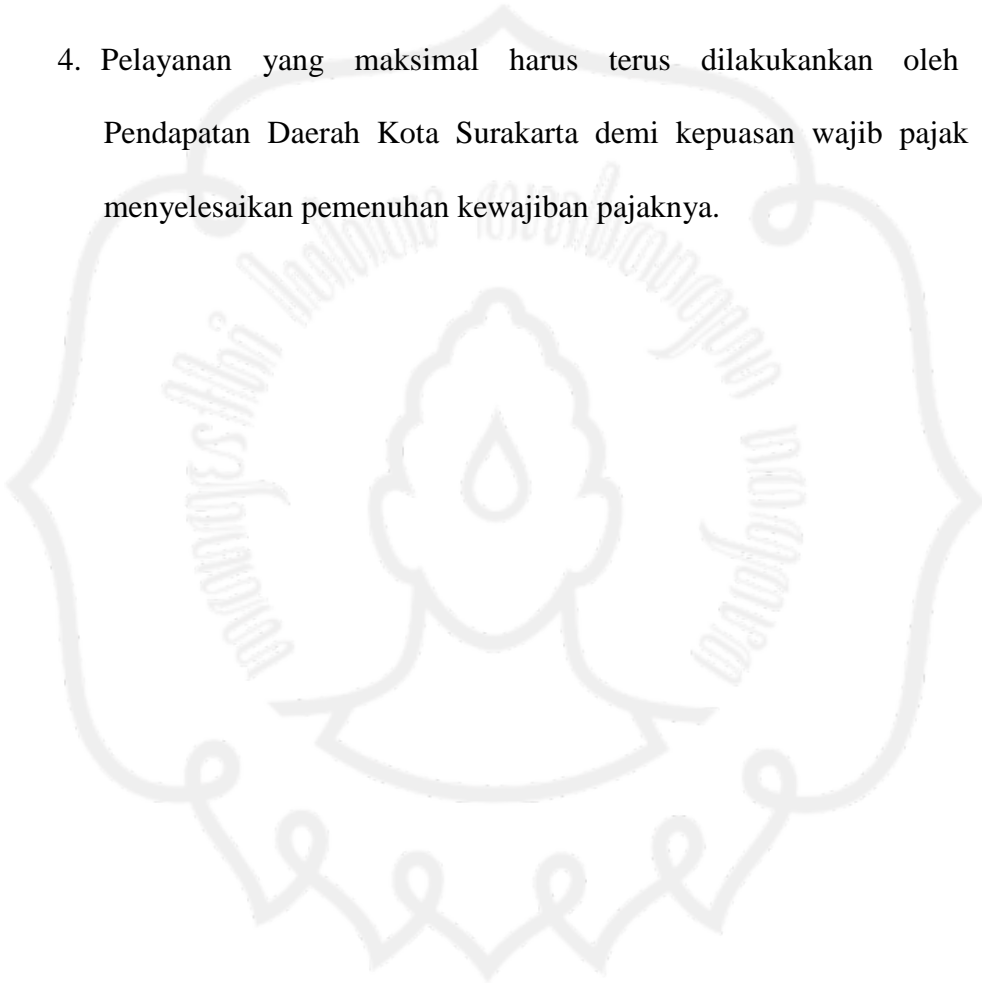 4. Pelayanan yang maksimal harus terus dilakukankan oleh
Pendapatan Daerah Kota Surakarta demi kepuasan wajib pajak
menyelesaikan pemenuhan kewajiban pajaknya.